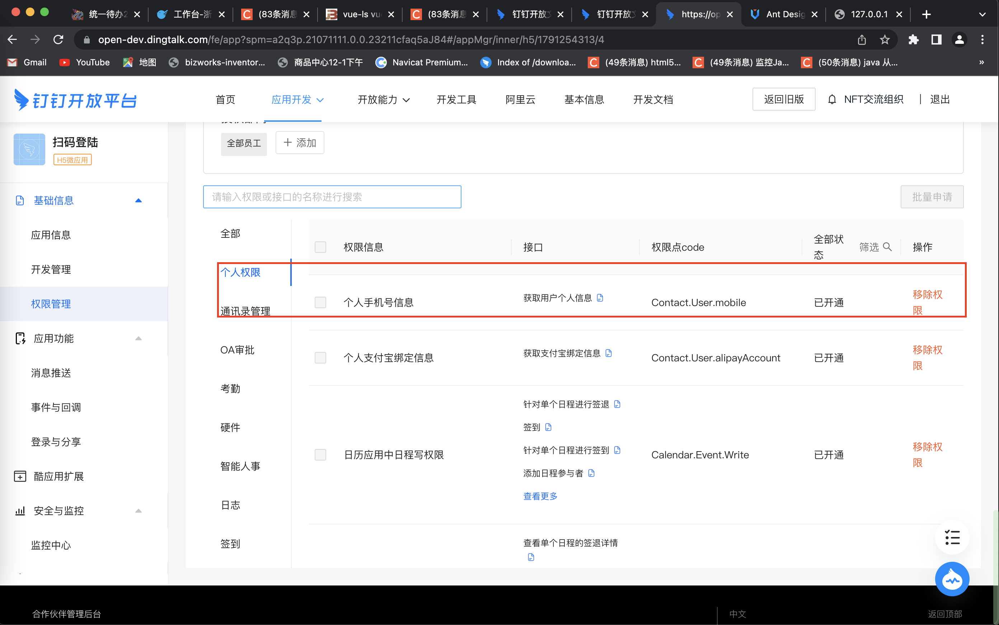 统一待办2
工作台-浙
(83条消息
vue-ls vu
(83条消息
钉钉开放文
钉钉开放文
https://op
Ant Desig
127.0.0.1
open-dev.dingtalk.com/fe/app?spm=a2q3p.21071111.0.0.23211cfaq5aJ84#/appMgr/inner/h5/1791254313/4
Gmail
YouTube
地图
bizworks-inventor...
商品中心12-1下午
Navicat Premium...
Index of /downloa...
(49条消息) html5...
(49条消息) 监控Ja...
(50条消息) java 从...
»
钉钉开放平台
首页
应用开发
开放能力
开发工具
阿里云
基本信息
开发文档
返回旧版
NFT交流组织
退出
扫码登陆
H5微应用
基础信息
应用信息
开发管理
权限管理
应用功能
消息推送
事件与回调
登录与分享
酷应用扩展
安全与监控
监控中心
全部员工
添加
请输入权限或接口的名称进行搜索
批量申请
全部
个人权限
通讯录管理
OA审批
考勤
硬件
智能人事
日志
签到
权限信息
接口
权限点code
全部状
态
筛选
操作
个人手机号信息
获取用户个人信息
Contact.User.mobile
已开通
移除权
限
个人支付宝绑定信息
获取支付宝绑定信息
Contact.User.alipayAccount
已开通
移除权
限
日历应用中日程写权限
针对单个日程进行签退
签到
针对单个日程进行签到
添加日程参与者
查看更多
Calendar.Event.Write
已开通
移除权
限
查看单个日程的签退详情
合作伙伴管理后台
中文
返回顶部